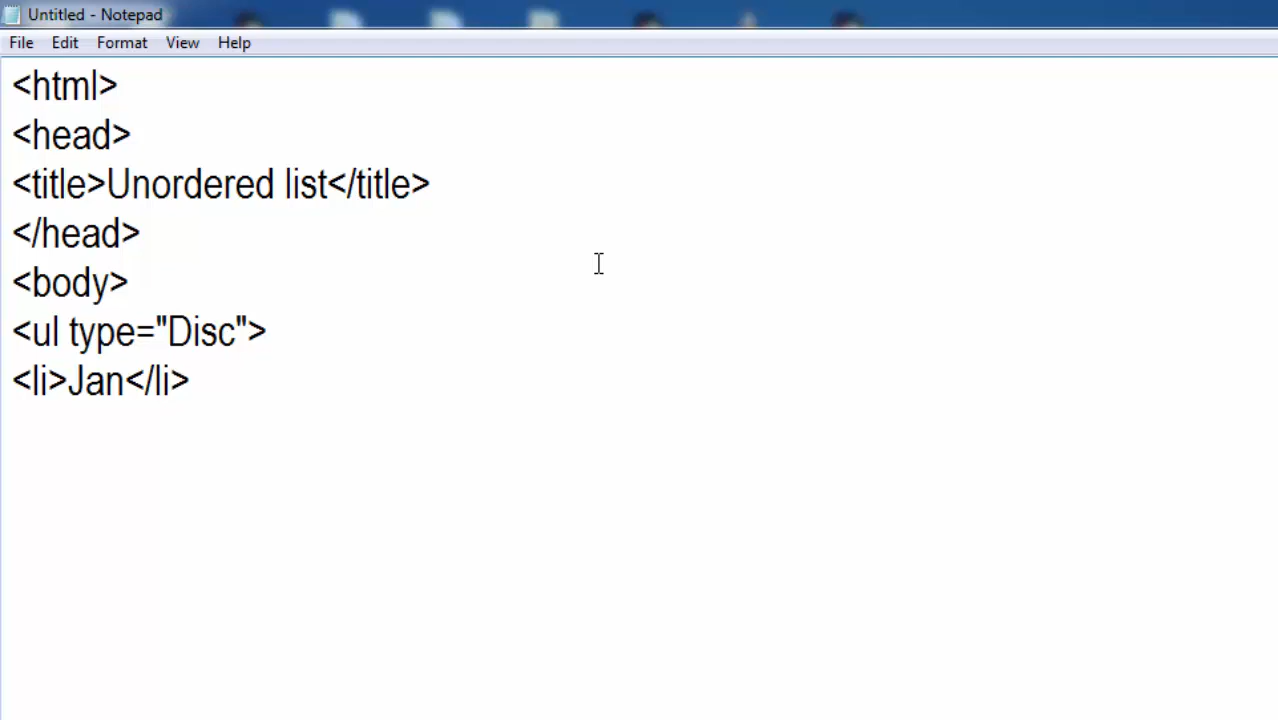 Untitled - Notepad
File Edit Format View Help
<html>
<head>
<title>Unordered list</title>
</head>
<body>
<ul type="Disc">
<li>Jan</li>